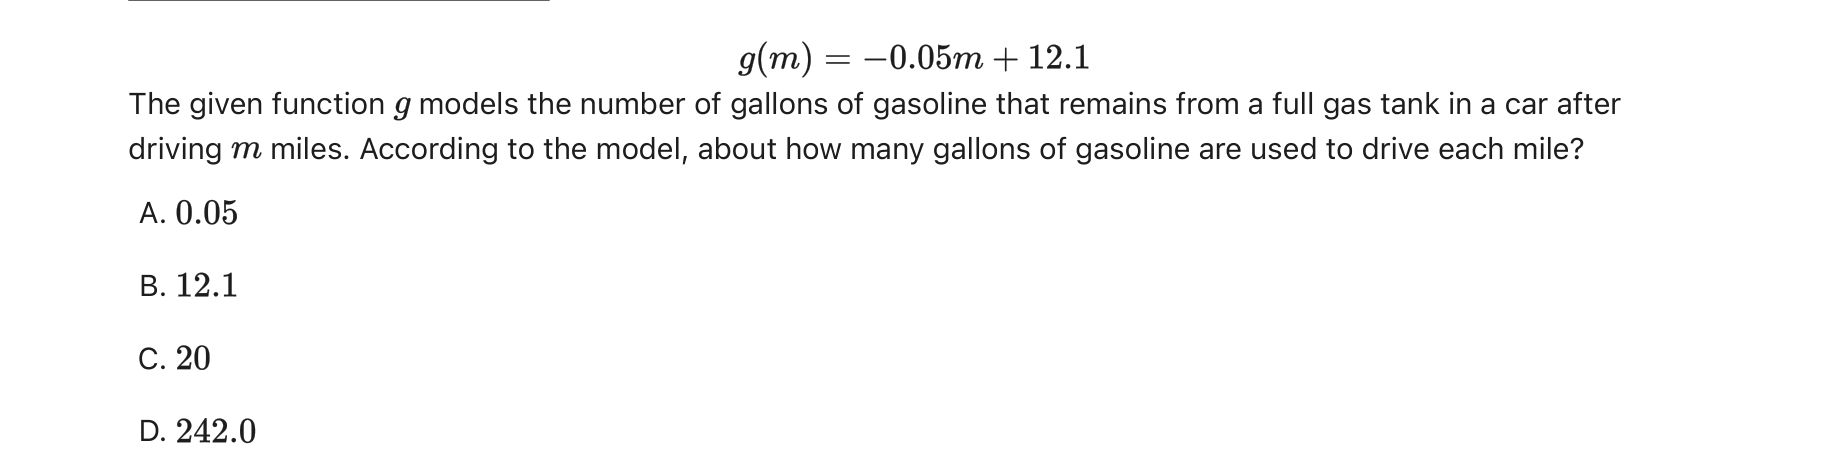 g(m) = −0.05m + 12.1
The given function g models the number of gallons of gasoline that remains from a full gas tank in a car after
driving m miles. According to the model, about how many gallons of gasoline are used to drive each mile?
A. 0.05
B. 12.1
C. 20
D. 242.0